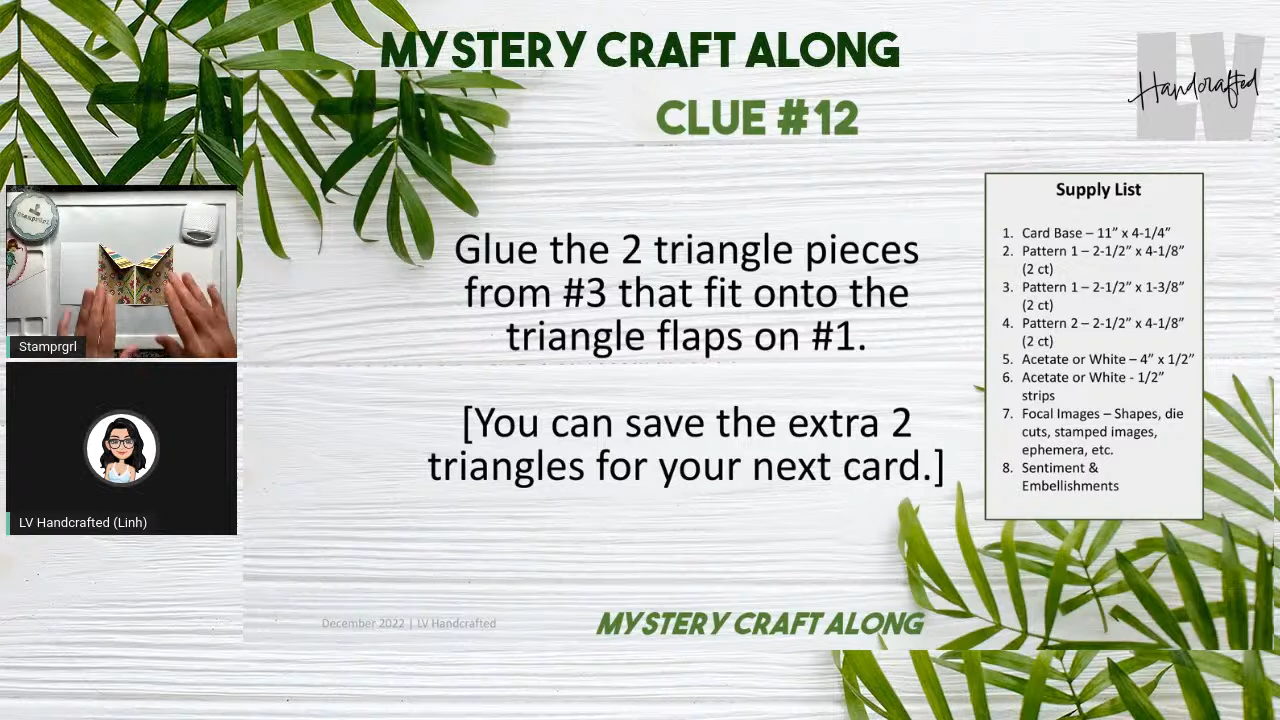 MYSTERY CRAFT ALONG
Handcrafted
CLUE #12
Glue the 2 triangle pieces
from #3 that fit onto the
triangle flaps on #1.
[You can save the extra 2
triangles for your next card.]
Supply List
1. Card Base – 11” x 4-1/4”
2. Pattern 1 – 2-1/2” x 4-1/8”
(2 ct)
3. Pattern 1 – 2-1/2” x 1-3/8”
(2 ct)
4. Pattern 2 – 2-1/2” x 4-1/8”
(2 ct)
5. Acetate or White – 4” x 1/2”
6. Acetate or White - 1/2”
strips
7. Focal Images – Shapes, die
cuts, stamped images,
ephemera, etc.
8. Sentiment &
Embellishments
Stamprgrl
Stamprgrl
LV Handcrafted (Linh)
December 2022 | LV Handcrafted
MYSTERY CRAFT ALONG
LV